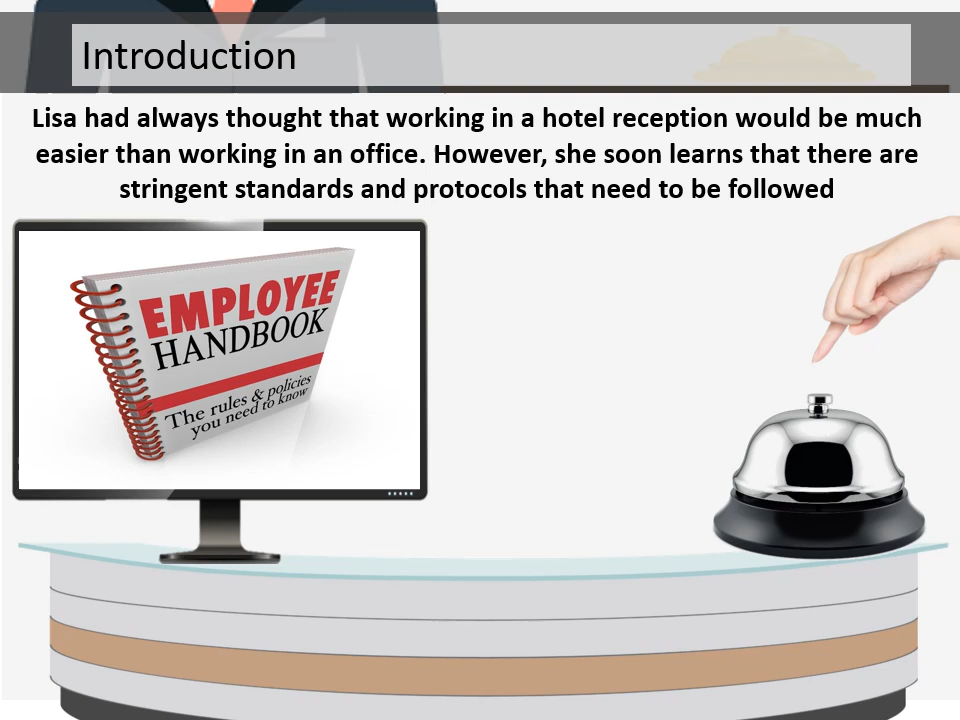 Introduction
Lisa had always thought that working in a hotel reception would be much
easier than working in an office. However, she soon learns that there are
stringent standards and protocols that need to be followed
EMPLOYEE
HANDBOOK
The rules & policies
you need to know